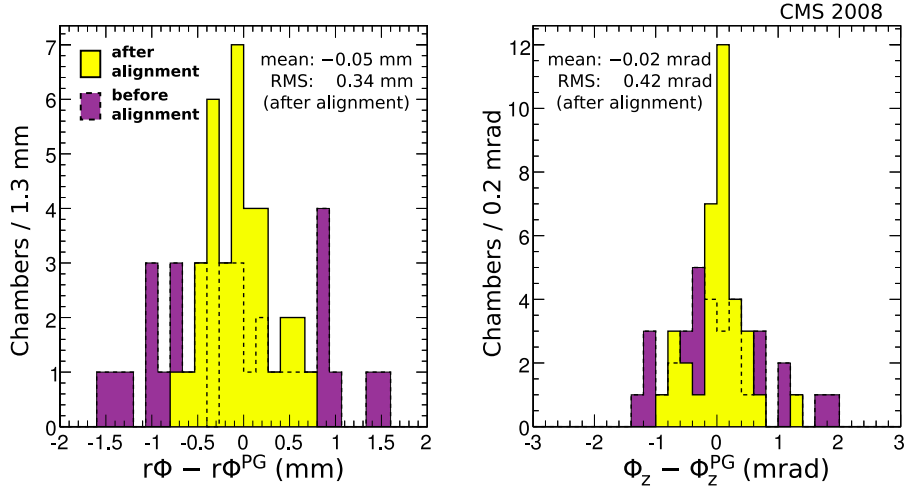 CMS 2008
Chambers / 1.3 mm
7
6
5
4
3
2
1
0
after
alignment
before
alignment
mean: −0.05 mm
RMS: 0.34 mm
(after alignment)
-2 -1.5 -1 -0.5 0 0.5 1 1.5 2
rΦ − rΦ^PG (mm)
Chambers / 0.2 mrad
12
10
8
6
4
2
0
mean: −0.02 mrad
RMS: 0.42 mrad
(after alignment)
-3 -2 -1 0 1 2 3
Φ_z − Φ_z^PG (mrad)